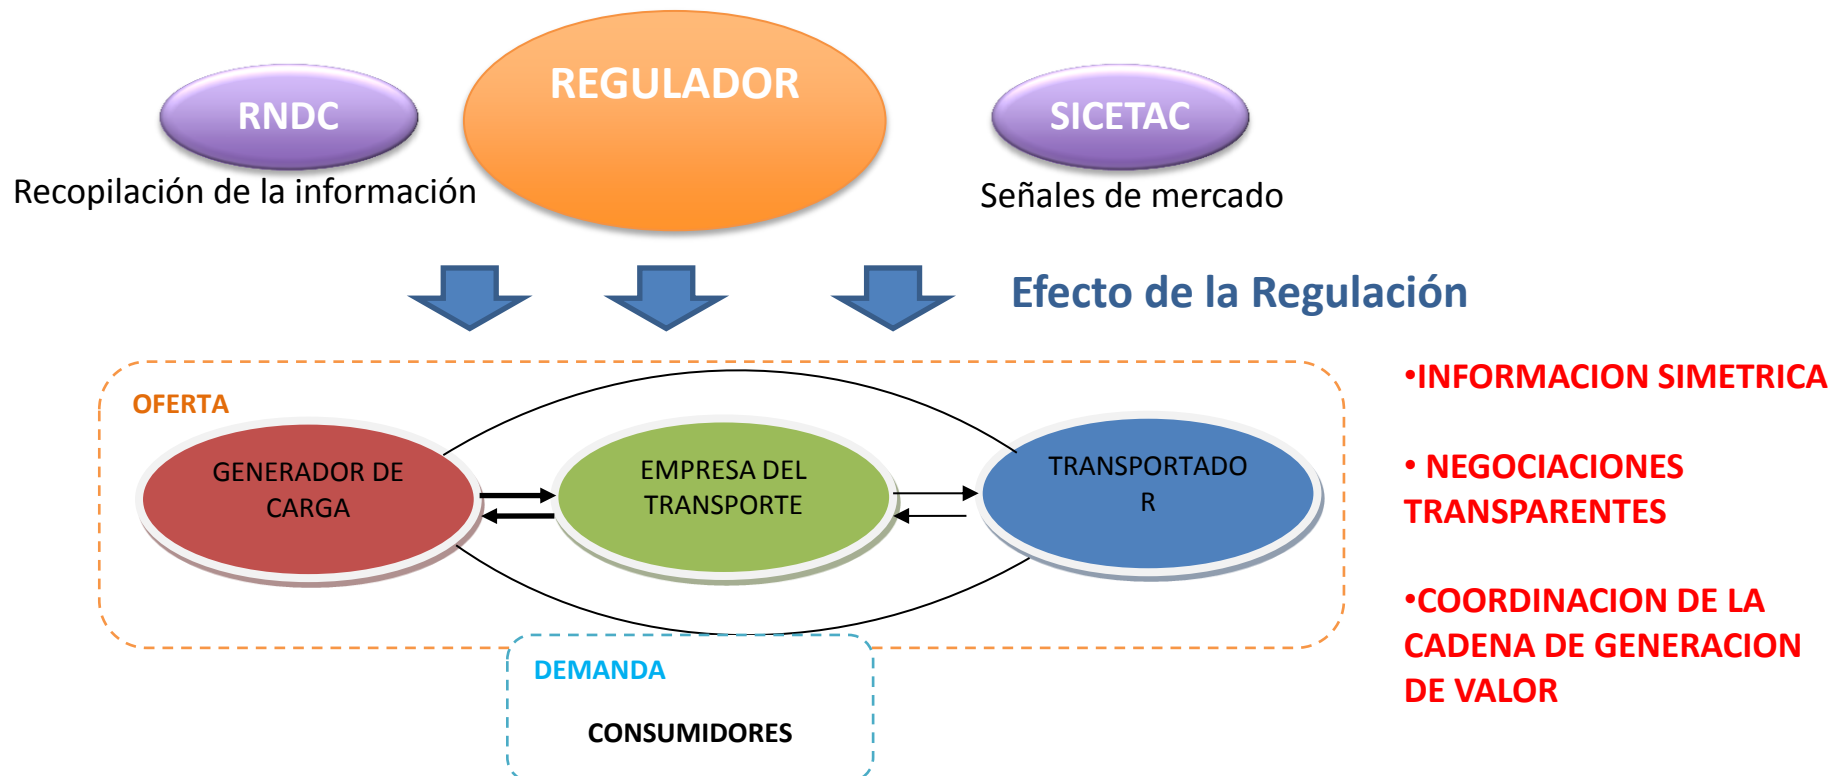 REGULADOR
RNDC
SICETAC
Recopilación de la información
Señales de mercado
Efecto de la Regulación
OFERTA
GENERADOR DE
CARGA
EMPRESA DEL
TRANSPORTE
TRANSPORTADO
R
•INFORMACION SIMETRICA
• NEGOCIACIONES
TRANSPARENTES
•COORDINACION DE LA
CADENA DE GENERACION
DE VALOR
DEMANDA
CONSUMIDORES